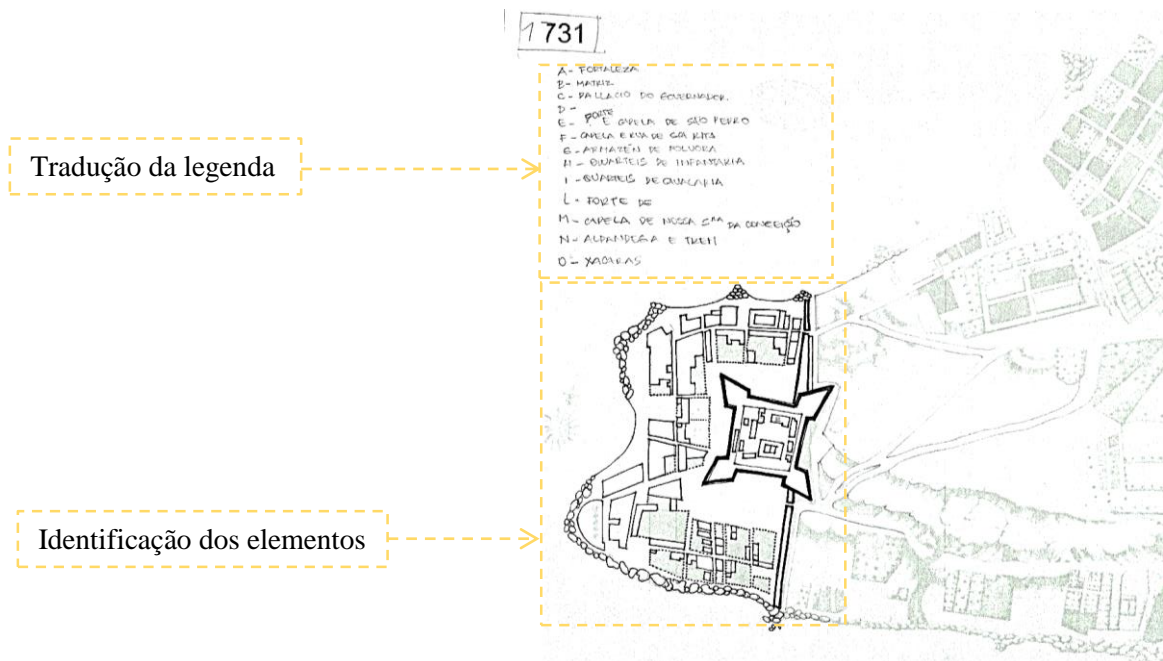 1731
A - FORTALEZA
B - MATRIZ
C - PALLACIO DO GOVERNADOR.
D -
E - FORTE E CAPELA DE SÃO PEDRO
F - CAPELA E RUA DE STA RITA
G - ARMAZÉN DE POLVORA
H - QUARTEIS DE INFANTARIA
I - QUARTEIS DE
L - FORTE DE
M - CAPELA DE NOSSA SRA DA CONCEIÇÃO
N - ALFANDEGA E TREM
O - XACARAS
Tradução da legenda
Identificação dos elementos